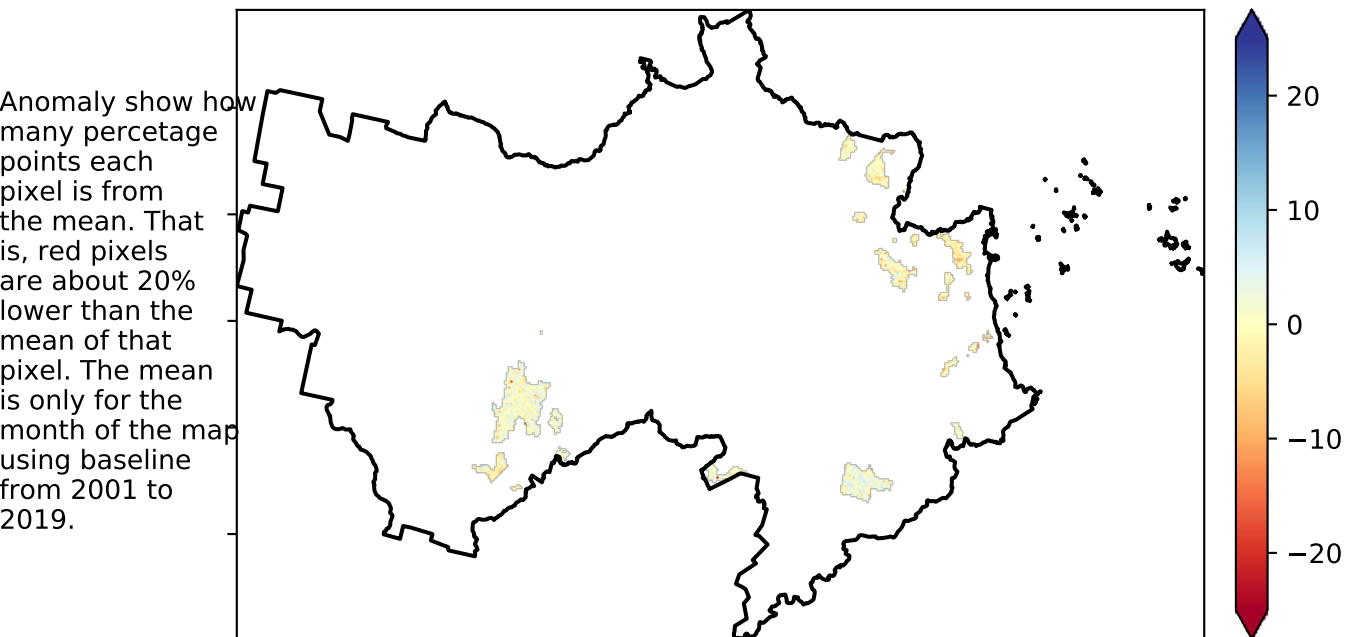 Anomaly show how
many percetage
points each
pixel is from
the mean. That
is, red pixels
are about 20%
lower than the
mean of that
pixel. The mean
is only for the
month of the map
using baseline
from 2001 to
2019.
20
10
0
−10
−20